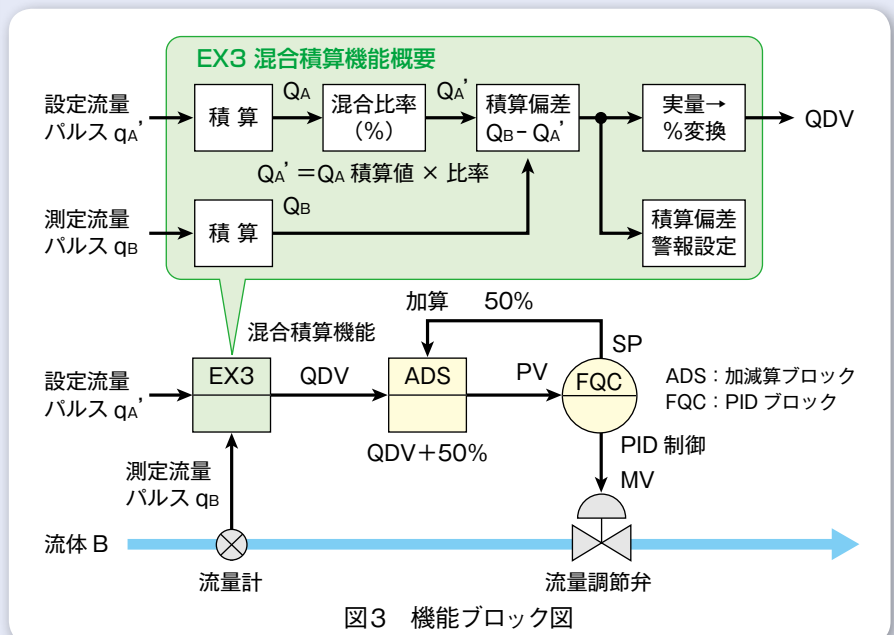 EX3 混合積算機能概要
設定流量
パルス qA'
積 算
QA
混合比率
(%)
QA'
積算偏差
QB−QA'
実量→
%変換
QDV
QA'＝QA 積算値 × 比率
測定流量
パルス qB
積 算
QB
積算偏差
警報設定
混合積算機能
加算 50%
SP
設定流量
パルス qA'
EX3
QDV
ADS
PV
FQC
ADS：加減算ブロック
FQC：PID ブロック
QDV＋50%
PID 制御
MV
測定流量
パルス qB
流体 B
流量計
流量調節弁
図3 機能ブロック図